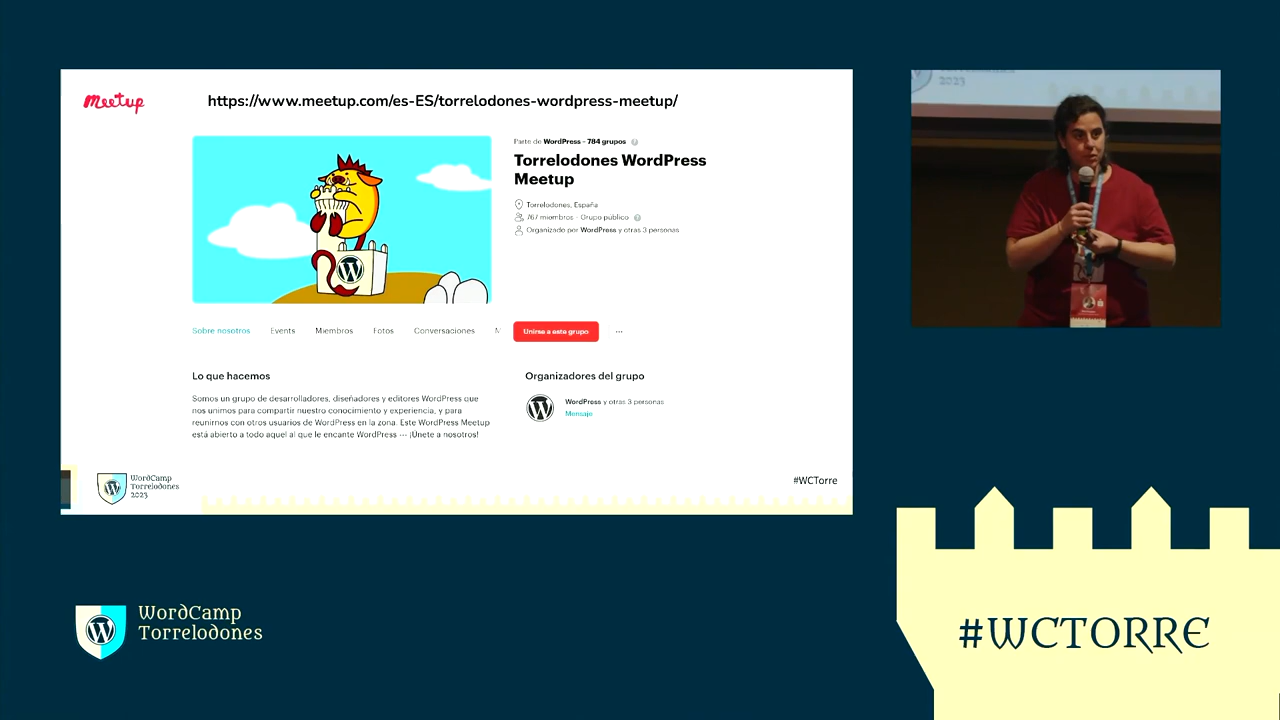 meetup
https://www.meetup.com/es-ES/torrelodones-wordpress-meetup/
Parte de WordPress - 784 grupos ?
Torrelodones WordPress
Meetup
Torrelodones, España
767 miembros · Grupo público ?
Organizado por WordPress y otras 3 personas
Sobre nosotros Events Miembros Fotos Conversaciones M
Unirse a este grupo ...
Lo que hacemos
Somos un grupo de desarrolladores, diseñadores y editores WordPress que
nos unimos para compartir nuestro conocimiento y experiencia, y para
reunirnos con otros usuarios de WordPress en la zona. Este WordPress Meetup
está abierto a todo aquel al que le encante WordPress --- ¡Únete a nosotros!
Organizadores del grupo
WordPress y otras 3 personas
Mensaje
WordCamp
Torrelodones
2023
#WCTorre
2023
WordCamp
Torrelodones
#WCTORRE